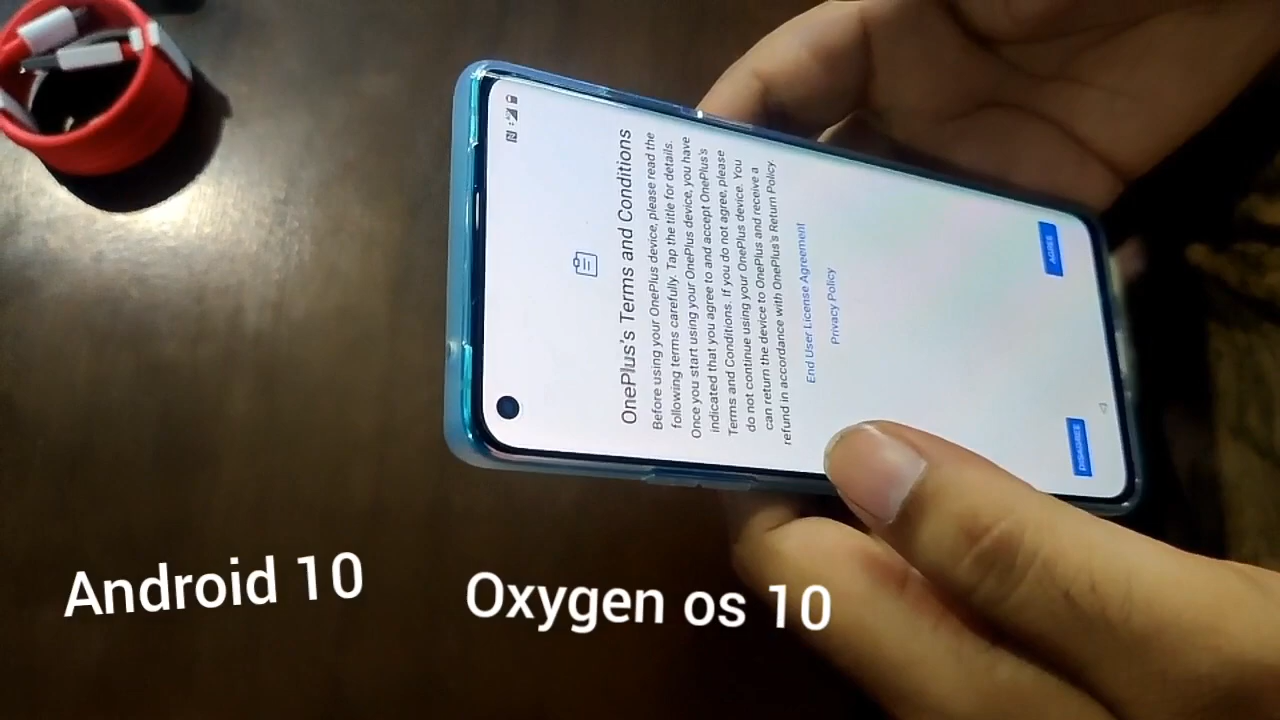 OnePlus's Terms and Conditions
Before using your OnePlus device, please read the
following terms carefully. Tap the title for details.
Once you start using your OnePlus device, you have
indicated that you agree to and accept OnePlus's
Terms and Conditions. If you do not agree, please
do not continue using your OnePlus device. You
can return the device to OnePlus and receive a
refund in accordance with OnePlus's Return Policy
End User License Agreement
Privacy Policy
DISAGREE
AGREE
Android 10
Oxygen os 10